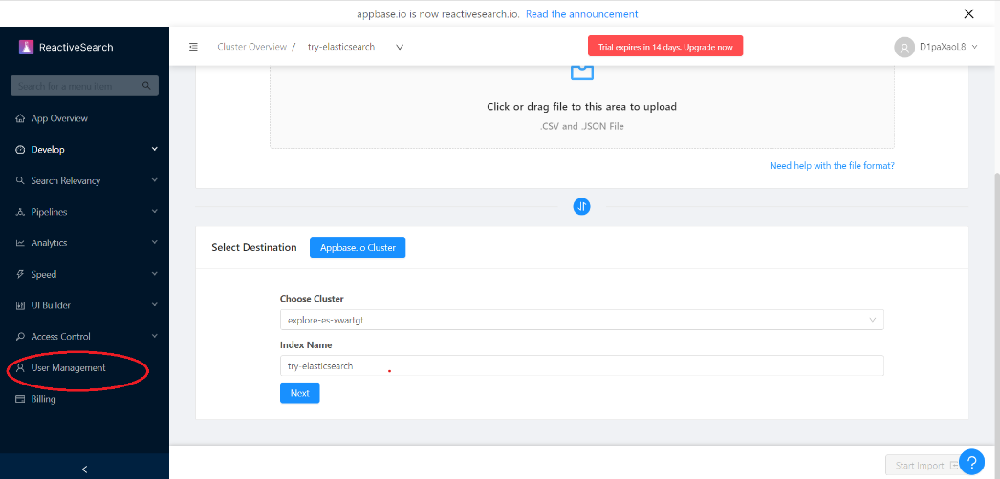 appbase.io is now reactivesearch.io. Read the announcement
ReactiveSearch
Cluster Overview / try-elasticsearch
Trial expires in 14 days. Upgrade now
D1paXaoL8
Search for a menu item
App Overview
Develop
Search Relevancy
Pipelines
Analytics
Speed
UI Builder
Access Control
User Management
Billing
Click or drag file to this area to upload
.CSV and .JSON File
Need help with the file format?
Select Destination
Appbase.io Cluster
Choose Cluster
explore-es-xwartgt
Index Name
try-elasticsearch
Next
Start Import
?